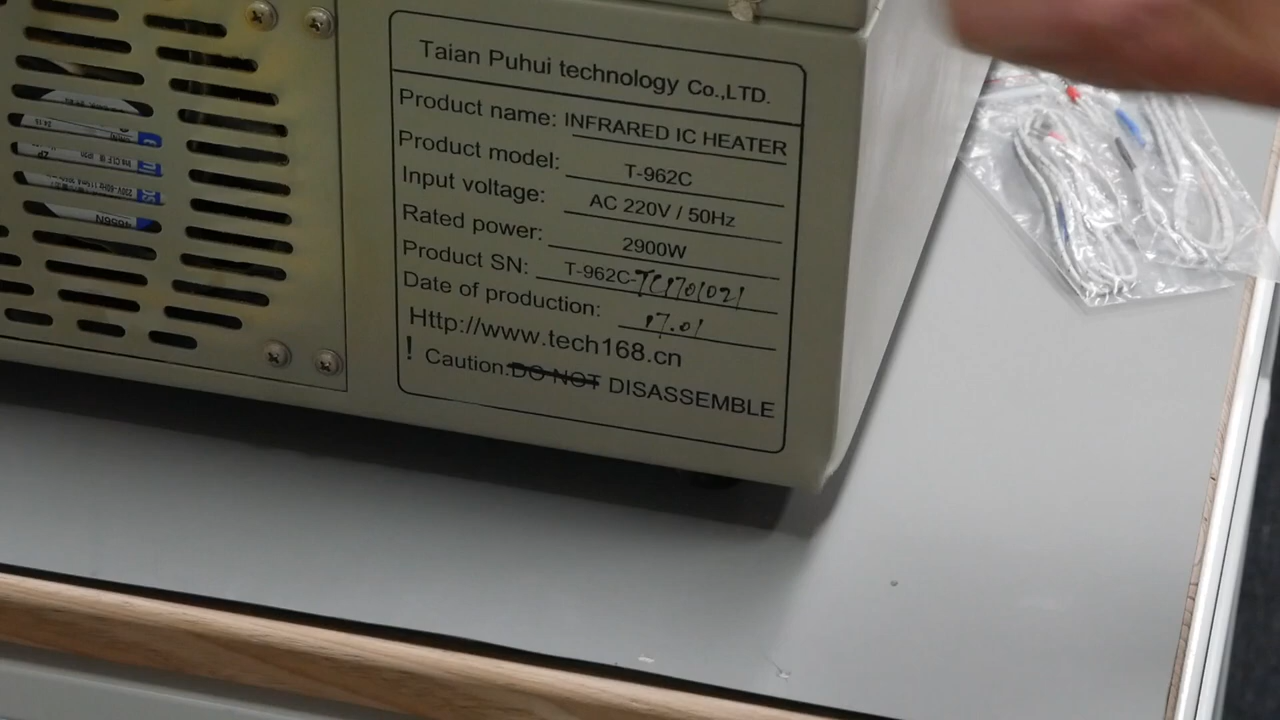 Taian Puhui technology Co.,LTD.
Product name: INFRARED IC HEATER
Product model: T-962C
Input voltage: AC 220V / 50Hz
Rated power: 2900W
Product SN: T-962C-TC1701021
Date of production: 17.01
Http://www.tech168.cn
! Caution:DO NOT DISASSEMBLE